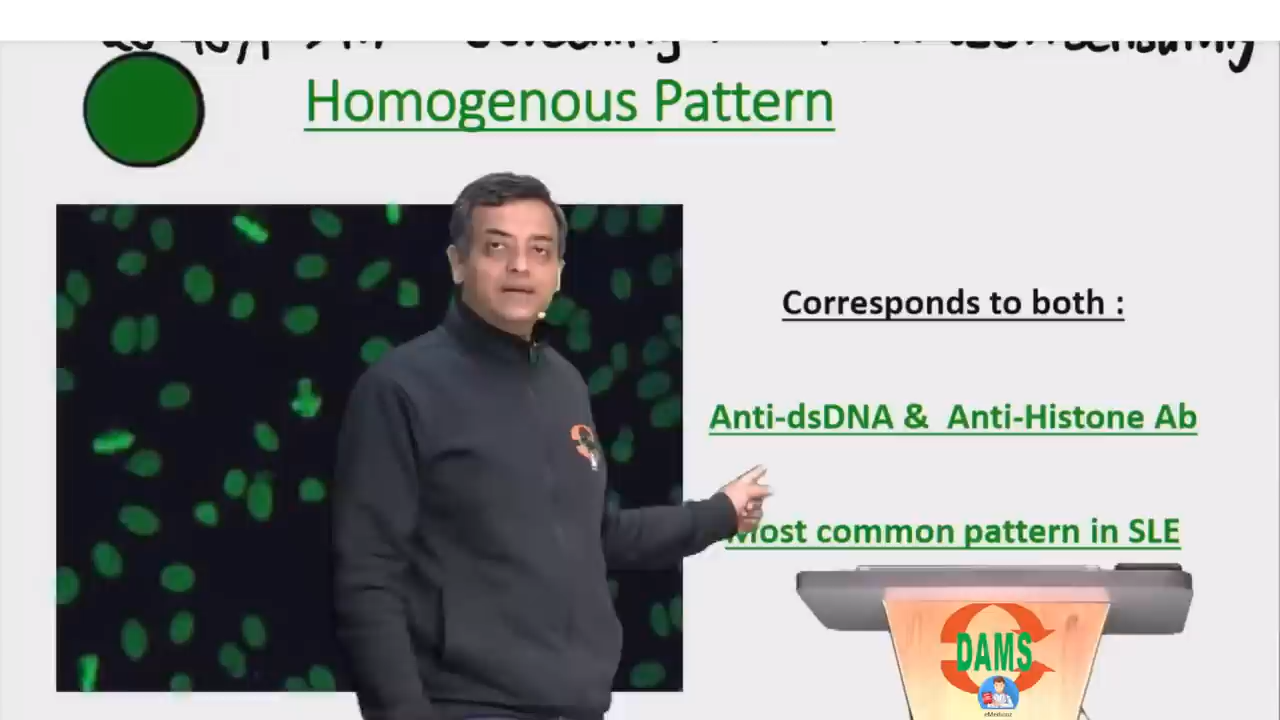 Homogenous Pattern
Corresponds to both :
Anti-dsDNA & Anti-Histone Ab
Most common pattern in SLE
DAMS